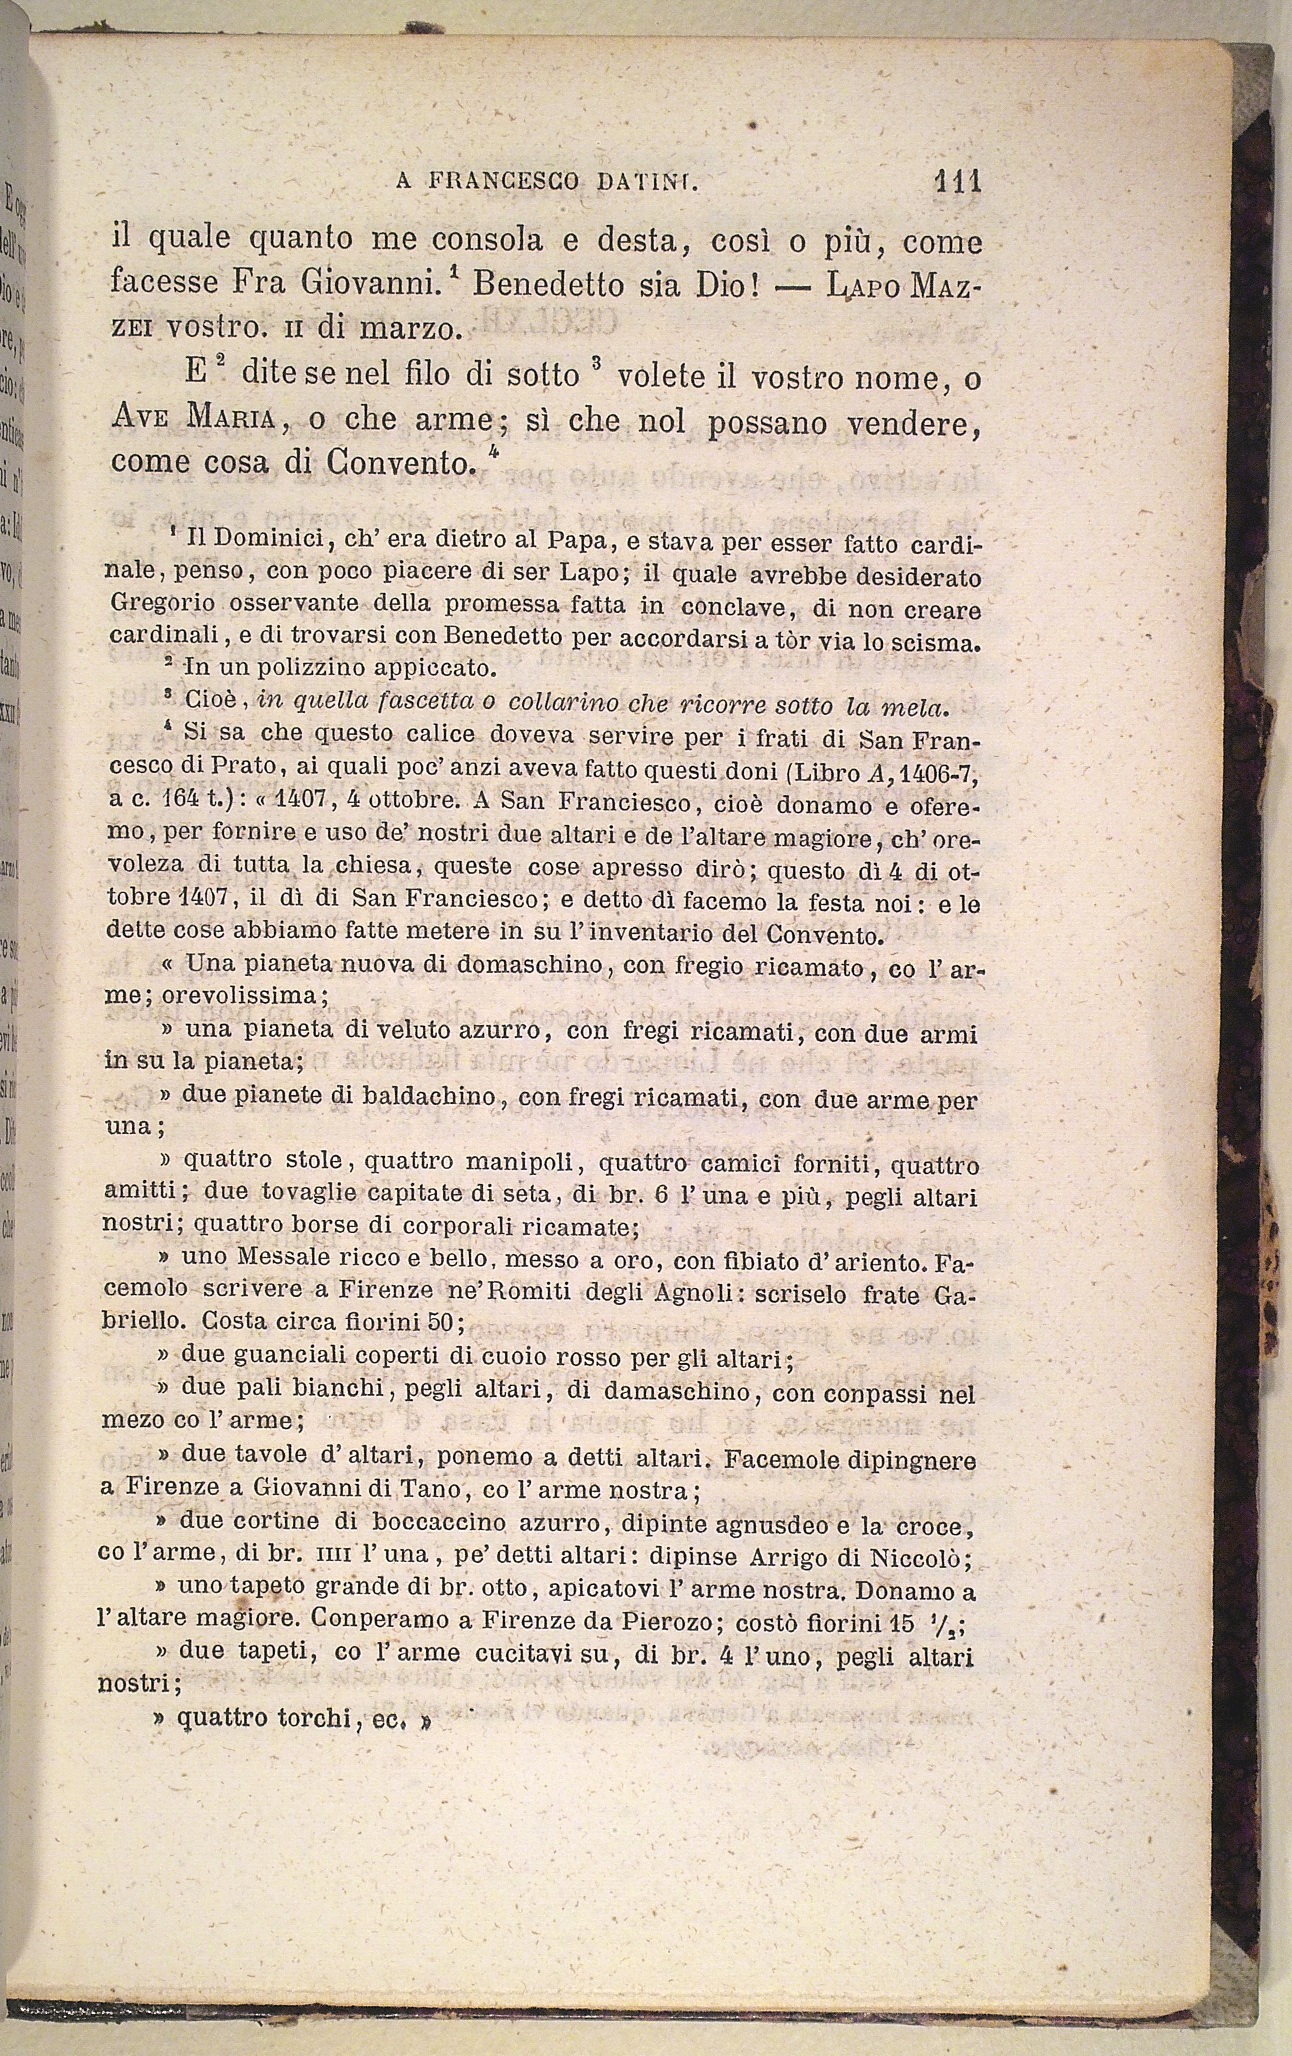 A FRANCESCO DATINI. 111
il quale quanto me consola e desta, così o più, come
facesse Fra Giovanni.¹ Benedetto sia Dio! — LAPO MAZ-
ZEI vostro. II di marzo.
E² dite se nel filo di sotto³ volete il vostro nome, o
AVE MARIA, o che arme; sì che nol possano vendere,
come cosa di Convento.⁴
¹ Il Dominici, ch' era dietro al Papa, e stava per esser fatto cardi-
nale, penso, con poco piacere di ser Lapo; il quale avrebbe desiderato
Gregorio osservante della promessa fatta in conclave, di non creare
cardinali, e di trovarsi con Benedetto per accordarsi a tòr via lo scisma.
² In un polizzino appiccato.
³ Cioè, in quella fascetta o collarino che ricorre sotto la mela.
⁴ Si sa che questo calice doveva servire per i frati di San Fran-
cesco di Prato, ai quali poc' anzi aveva fatto questi doni (Libro A, 1406-7,
a c. 164 t.): « 1407, 4 ottobre. A San Franciesco, cioè donamo e ofere-
mo, per fornire e uso de' nostri due altari e de l'altare magiore, ch' ore-
voleza di tutta la chiesa, queste cose apresso dirò; questo dì 4 di ot-
tobre 1407, il dì di San Franciesco; e detto dì facemo la festa noi: e le
dette cose abbiamo fatte metere in su l'inventario del Convento.
« Una pianeta nuova di domaschino, con fregio ricamato, co l' ar-
me; orevolissima;
» una pianeta di veluto azurro, con fregi ricamati, con due armi
in su la pianeta;
» due pianete di baldachino, con fregi ricamati, con due arme per
una;
» quattro stole, quattro manipoli, quattro camici forniti, quattro
amitti; due tovaglie capitate di seta, di br. 6 l' una e più, pegli altari
nostri; quattro borse di corporali ricamate;
» uno Messale ricco e bello, messo a oro, con fibiato d' ariento. Fa-
cemolo scrivere a Firenze ne' Romiti degli Agnoli: scriselo frate Ga-
briello. Costa circa fiorini 50;
» due guanciali coperti di cuoio rosso per gli altari;
» due pali bianchi, pegli altari, di damaschino, con conpassi nel
mezo co l' arme;
» due tavole d' altari, ponemo a detti altari. Facemole dipingnere
a Firenze a Giovanni di Tano, co l' arme nostra;
» due cortine di boccaccino azurro, dipinte agnusdeo e la croce,
co l'arme, di br. IIII l' una, pe' detti altari: dipinse Arrigo di Niccolò;
» uno tapeto grande di br. otto, apicatovi l' arme nostra. Donamo a
l' altare magiore. Conperamo a Firenze da Pierozo; costò fiorini 15 ½;
» due tapeti, co l' arme cucitavi su, di br. 4 l' uno, pegli altari
nostri;
» quattro torchi, ec. »